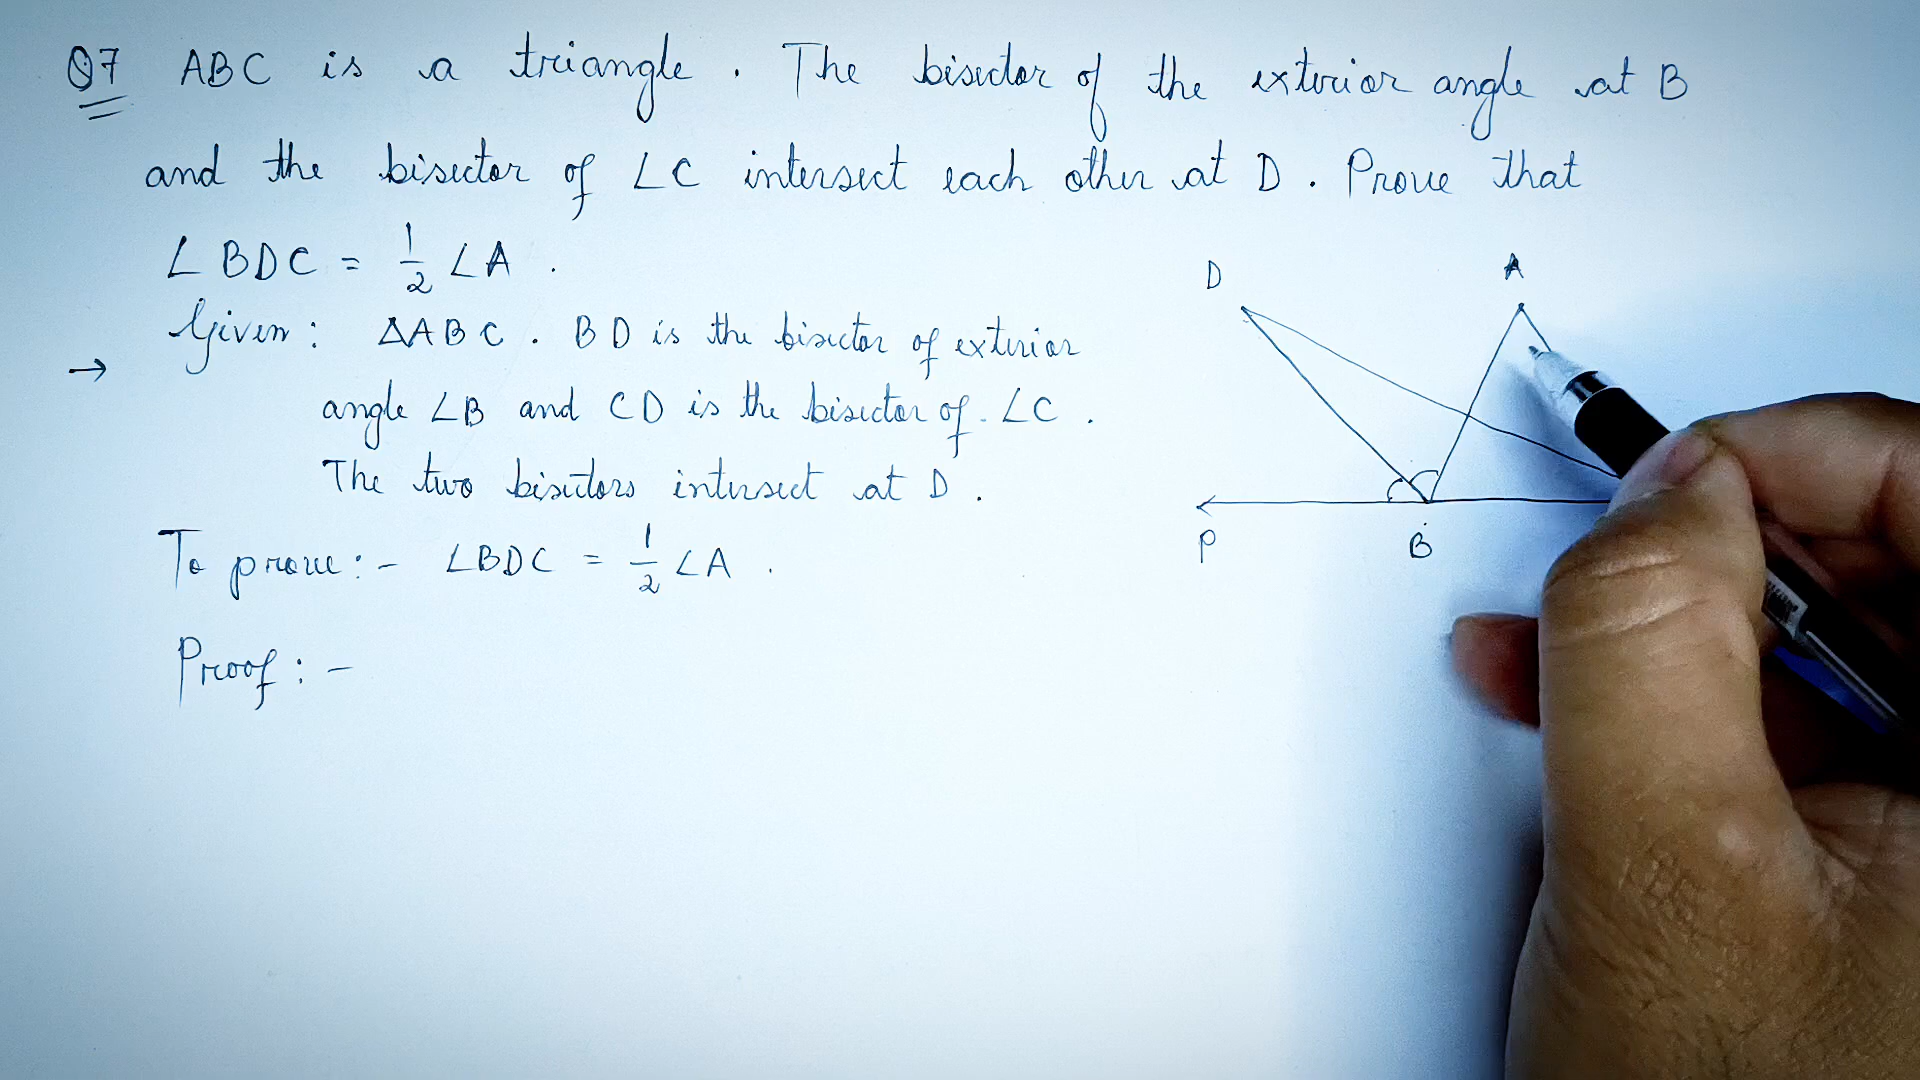 Q7 ABC is a triangle. The bisector of the exterior angle at B
and the bisector of ∠C intersect each other at D. Prove that
∠BDC = 1/2 ∠A.
→ Given: ΔABC. BD is the bisector of exterior
angle ∠B and CD is the bisector of ∠C.
The two bisectors intersect at D.
To prove:- ∠BDC = 1/2 ∠A.
Proof:-
D
A
P
B